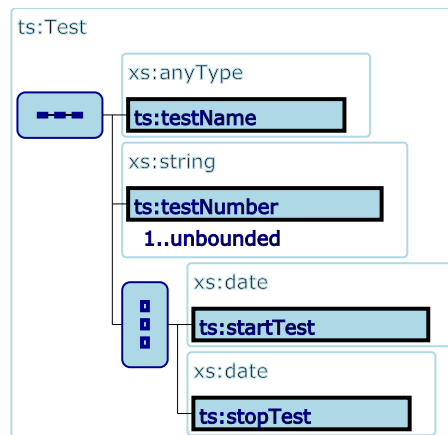 ts:Test
xs:anyType
ts:testName
xs:string
ts:testNumber
1..unbounded
xs:date
ts:startTest
xs:date
ts:stopTest